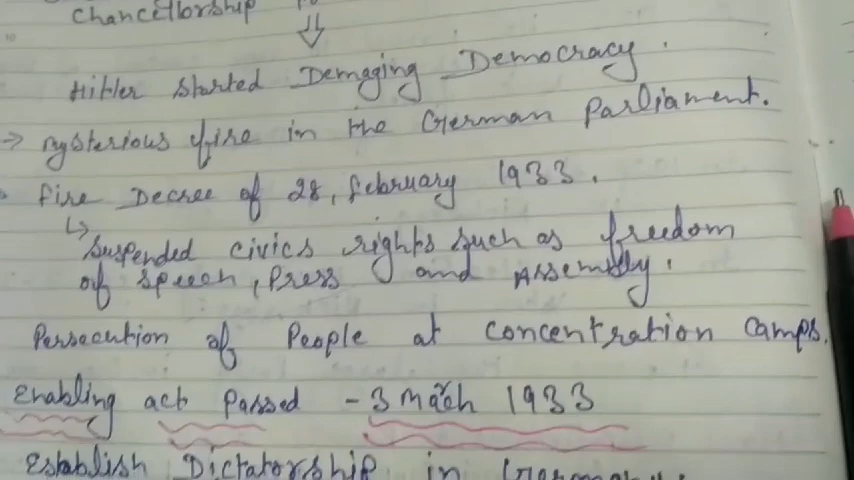 Chancellorship
⇓
Hitler started Demaging Democracy.
→ Mysterious fire in the German Parliament.
fire Decree of 28, february 1933.
↳ Suspended civics rights such as freedom
of speech, Press and Assembly.
Persecution of People at concentration camps.
Enabling act Passed - 3 March 1933
Establish Dictatorship in Germany.